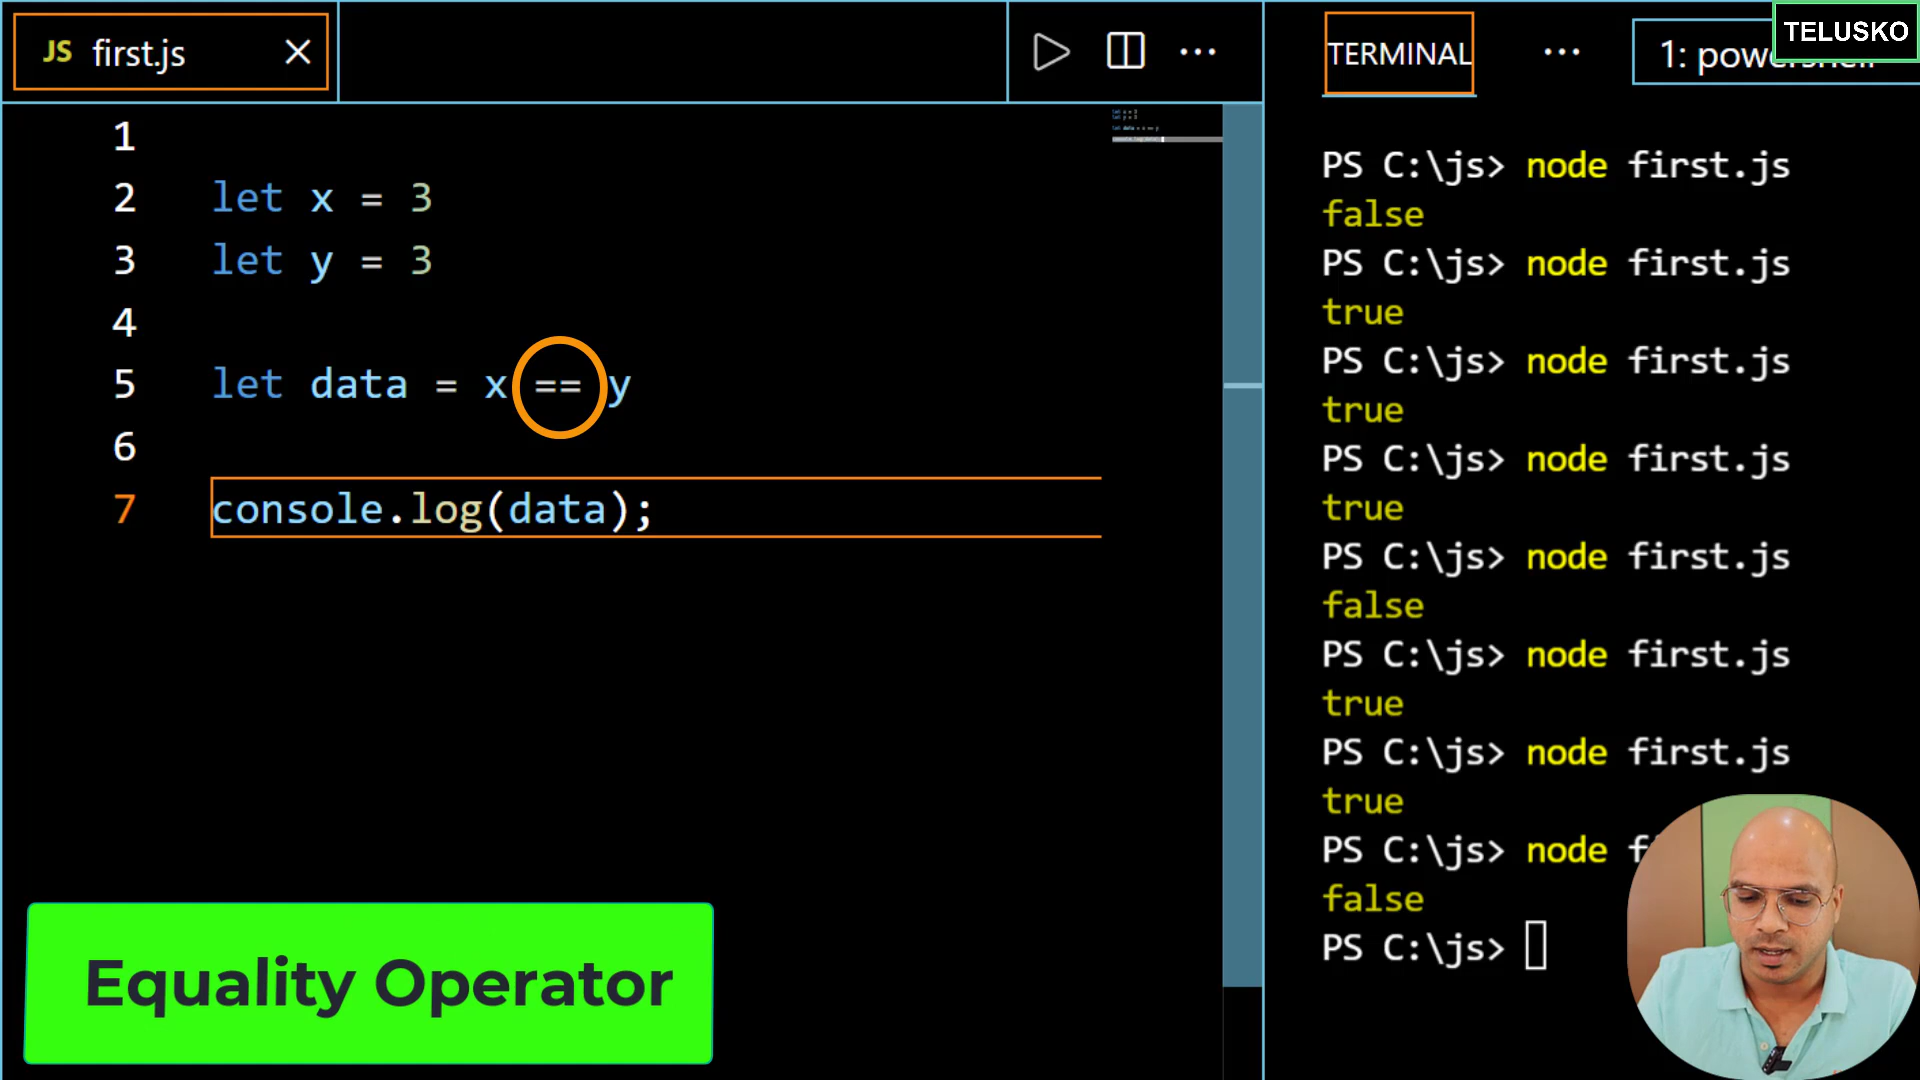 JS first.js
TERMINAL
1: powershell
TELUSKO
1
2 let x = 3
3 let y = 3
4
5 let data = x == y
6
7 console.log(data);
PS C:\js> node first.js
false
PS C:\js> node first.js
true
PS C:\js> node first.js
true
PS C:\js> node first.js
true
PS C:\js> node first.js
false
PS C:\js> node first.js
true
PS C:\js> node first.js
true
PS C:\js> node
false
PS C:\js>
Equality Operator